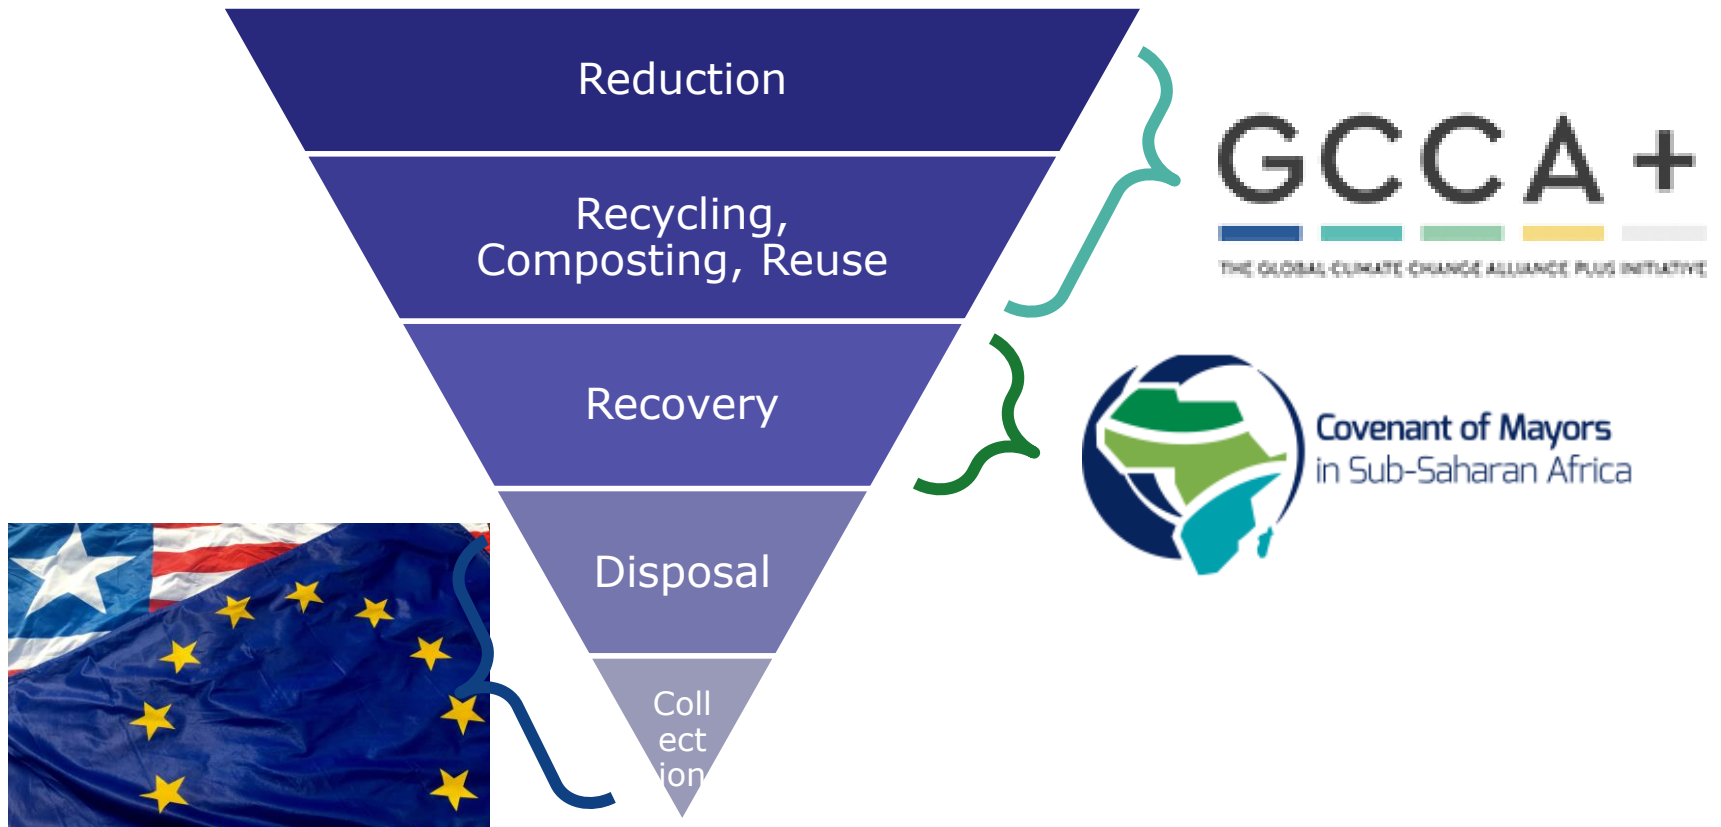 Reduction
Recycling,
Composting, Reuse
Recovery
Disposal
Coll
ect
ion
GCCA+
THE GLOBAL CLIMATE CHANGE ALLIANCE PLUS INITIATIVE
Covenant of Mayors
in Sub-Saharan Africa